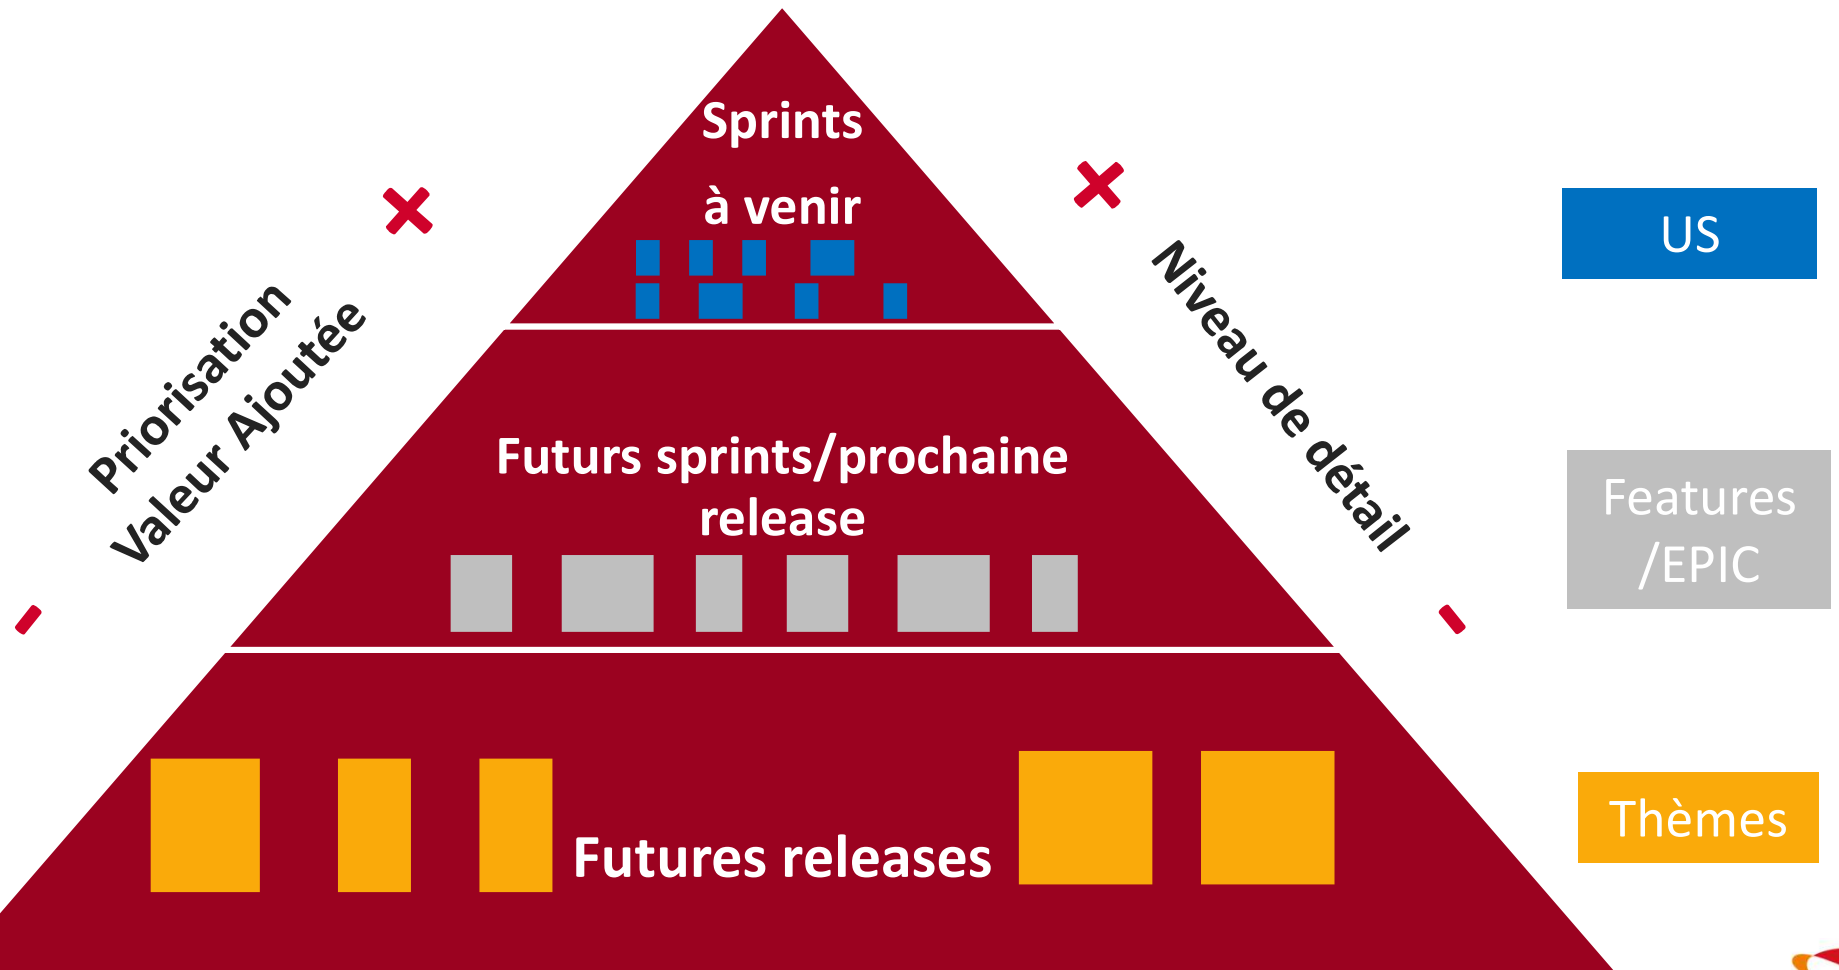 Sprints
à venir
Priorisation
Valeur Ajoutée
Niveau de détail
US
Futurs sprints/prochaine
release
Features
/EPIC
Futures releases
Thèmes